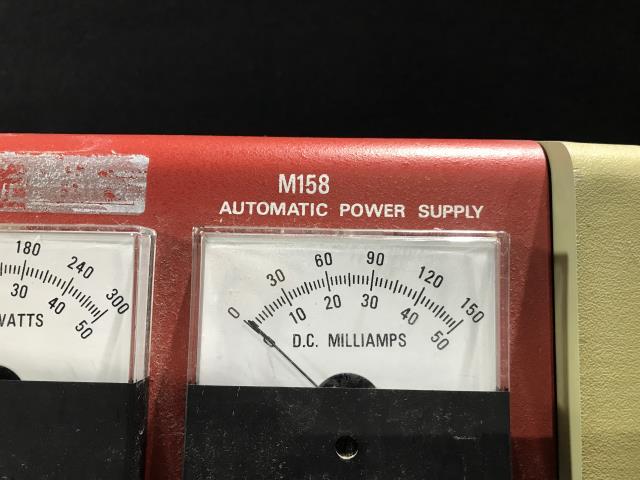 M158
AUTOMATIC POWER SUPPLY
180 240 300
30 40 50
WATTS
0 30 60 90 120 150
0 10 20 30 40 50
D.C. MILLIAMPS